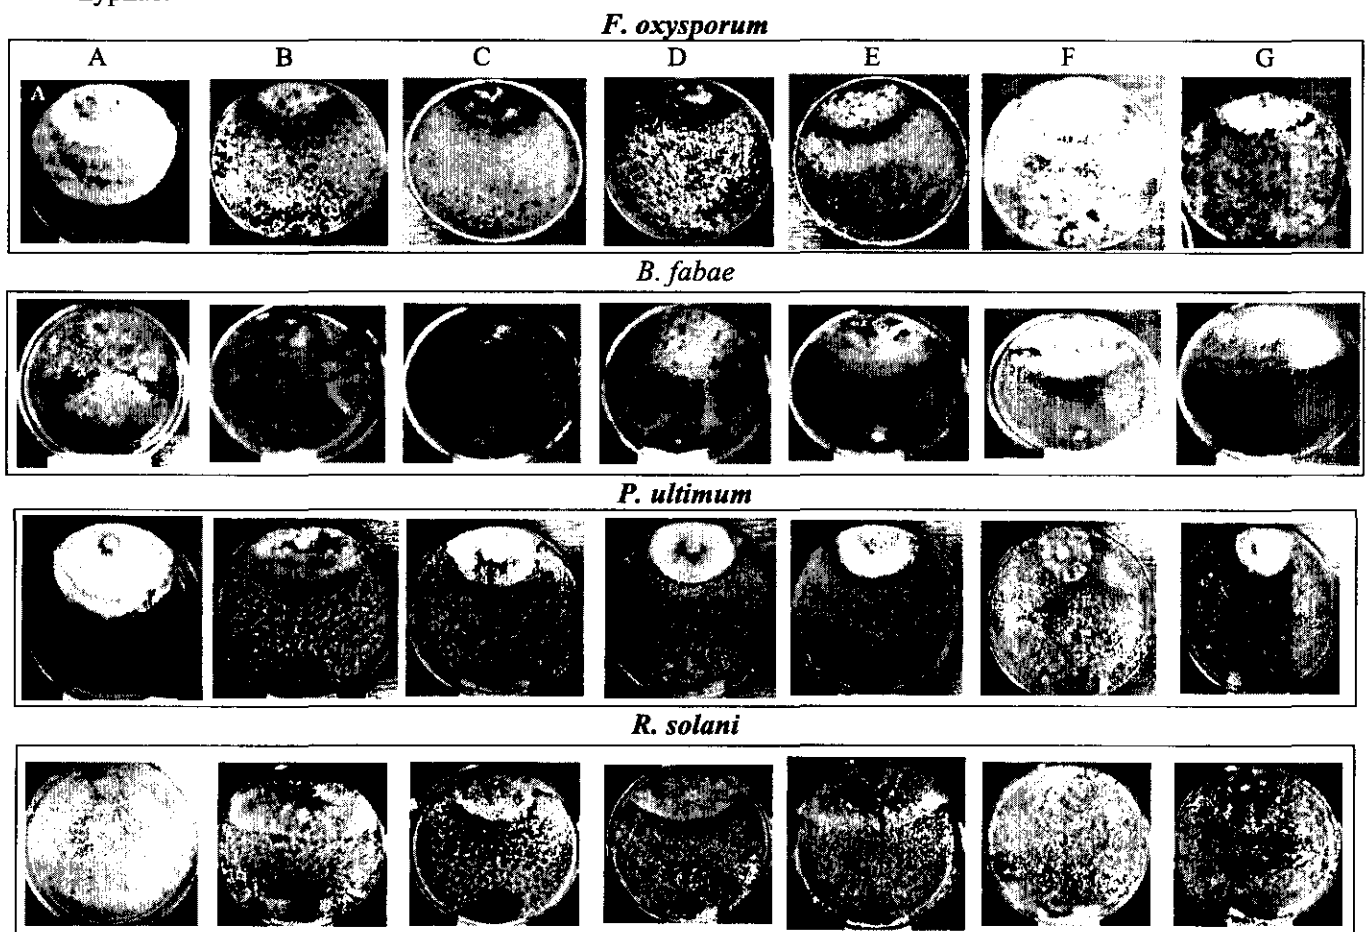 F. oxysporum
A B C D E F G
A
B. fabae
P. ultimum
R. solani